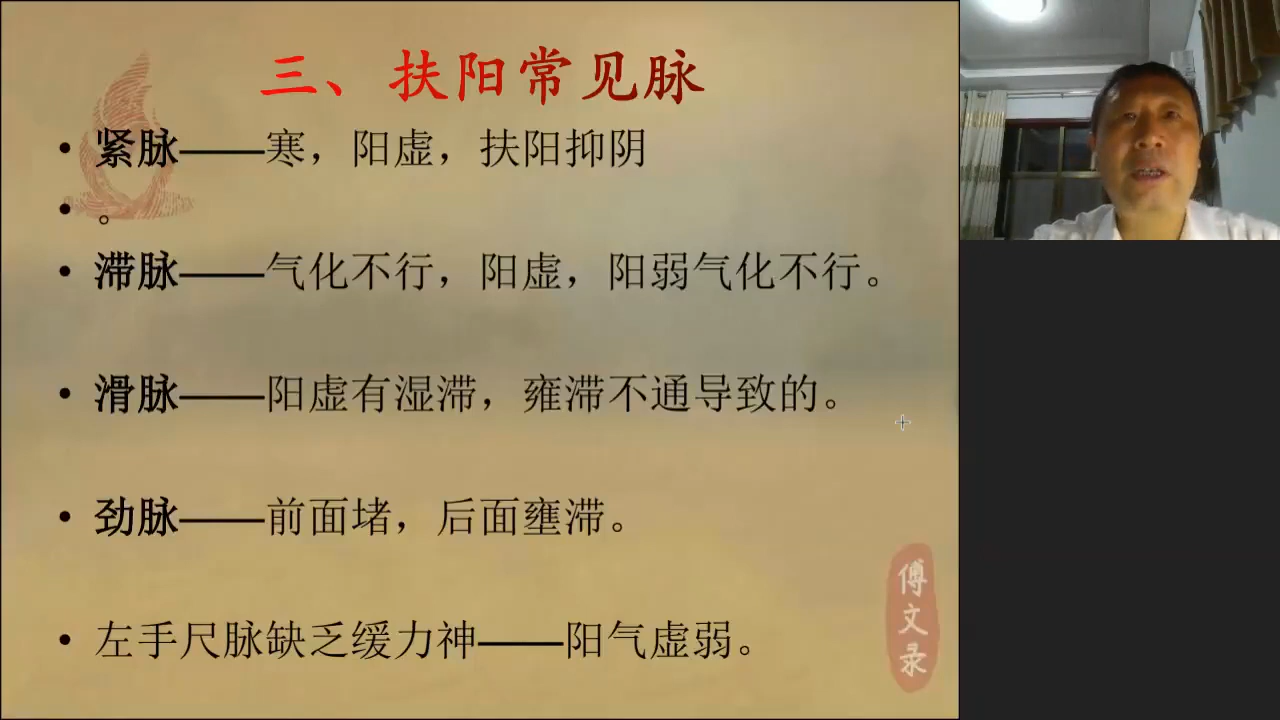 三、扶阳常见脉
• 紧脉——寒，阳虚，扶阳抑阴
• 。
• 滞脉——气化不行，阳虚，阳弱气化不行。
• 滑脉——阳虚有湿滞，雍滞不通导致的。
• 劲脉——前面堵，后面壅滞。
• 左手尺脉缺乏缓力神——阳气虚弱。
傅文录